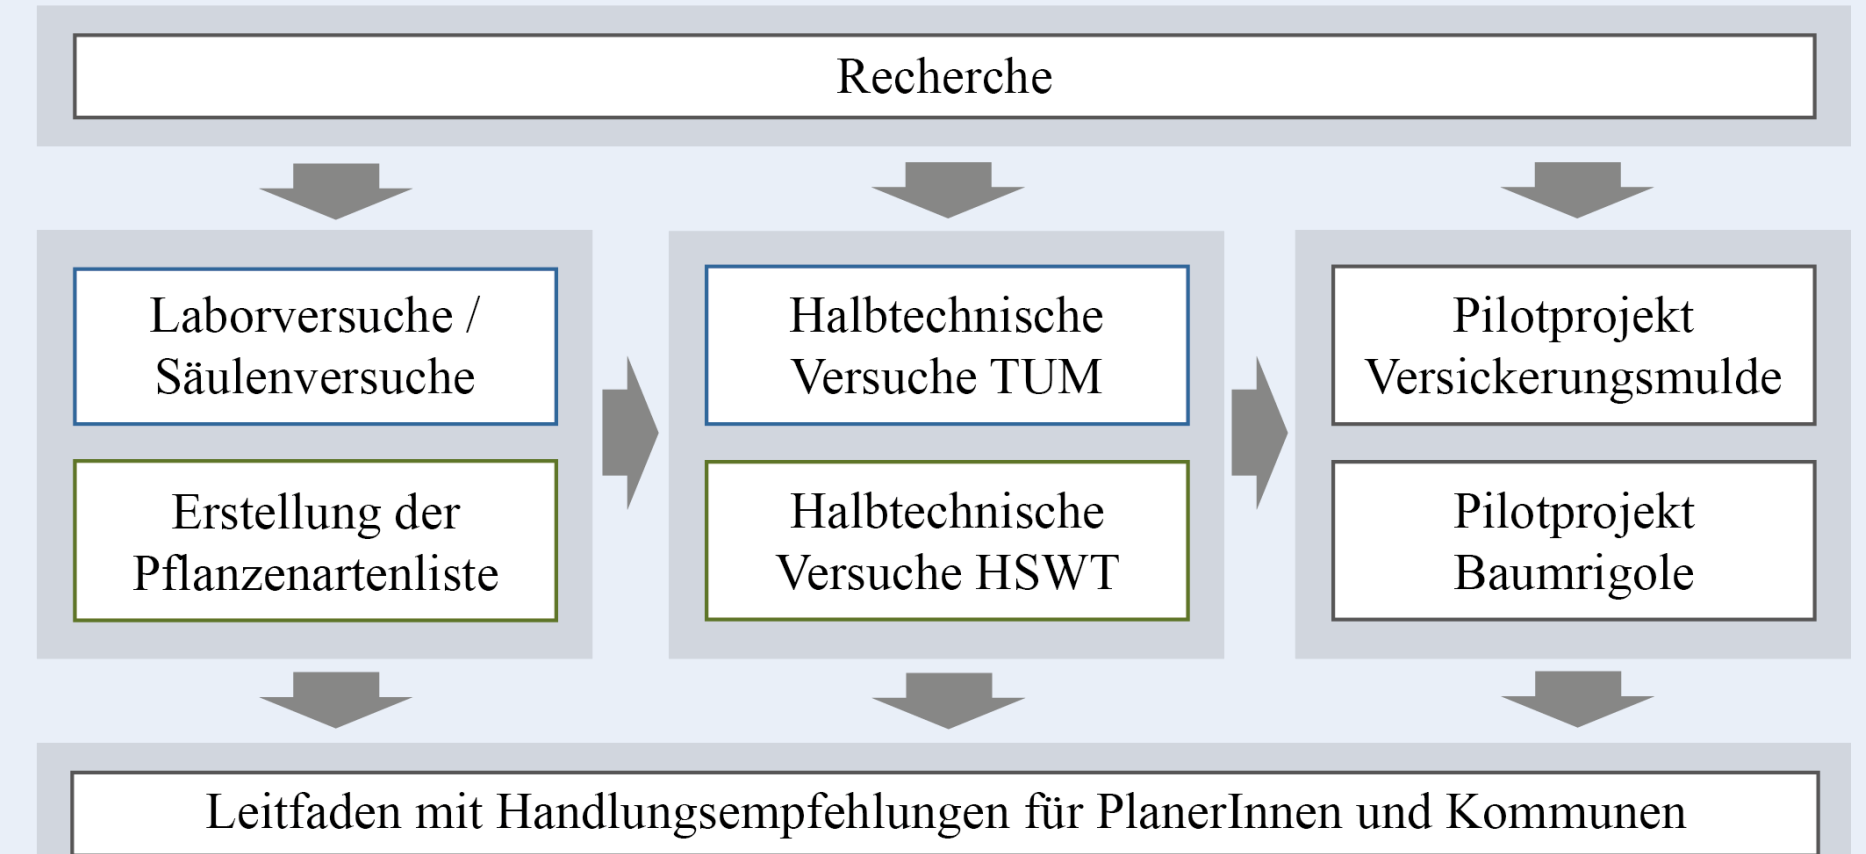 Recherche
Laborversuche /
Säulenversuche
Erstellung der
Pflanzenartenliste
Halbtechnische
Versuche TUM
Halbtechnische
Versuche HSWT
Pilotprojekt
Versickerungsmulde
Pilotprojekt
Baumrigole
Leitfaden mit Handlungsempfehlungen für PlanerInnen und Kommunen